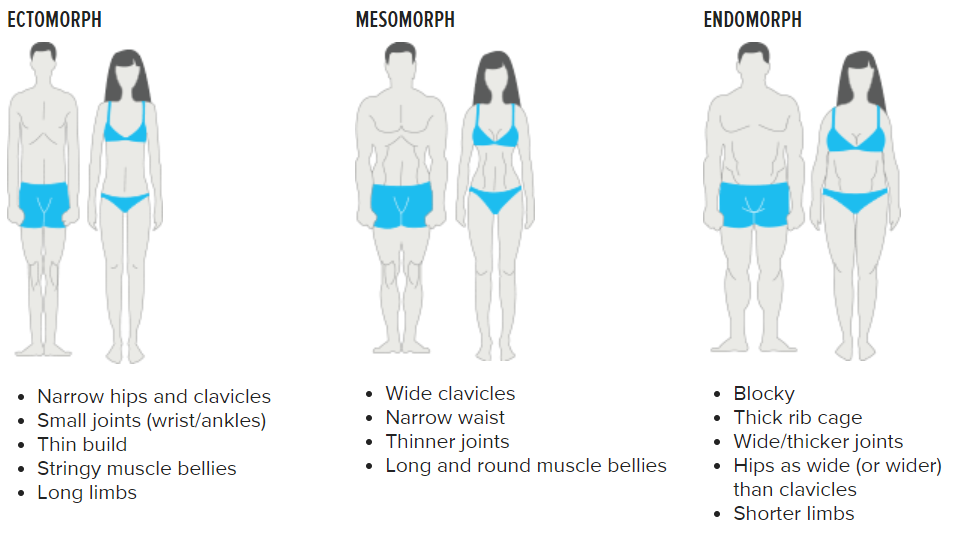 ECTOMORPH
Narrow hips and clavicles
Small joints (wrist/ankles)
Thin build
Stringy muscle bellies
Long limbs
MESOMORPH
Wide clavicles
Narrow waist
Thinner joints
Long and round muscle bellies
ENDOMORPH
Blocky
Thick rib cage
Wide/thicker joints
Hips as wide (or wider)
than clavicles
Shorter limbs